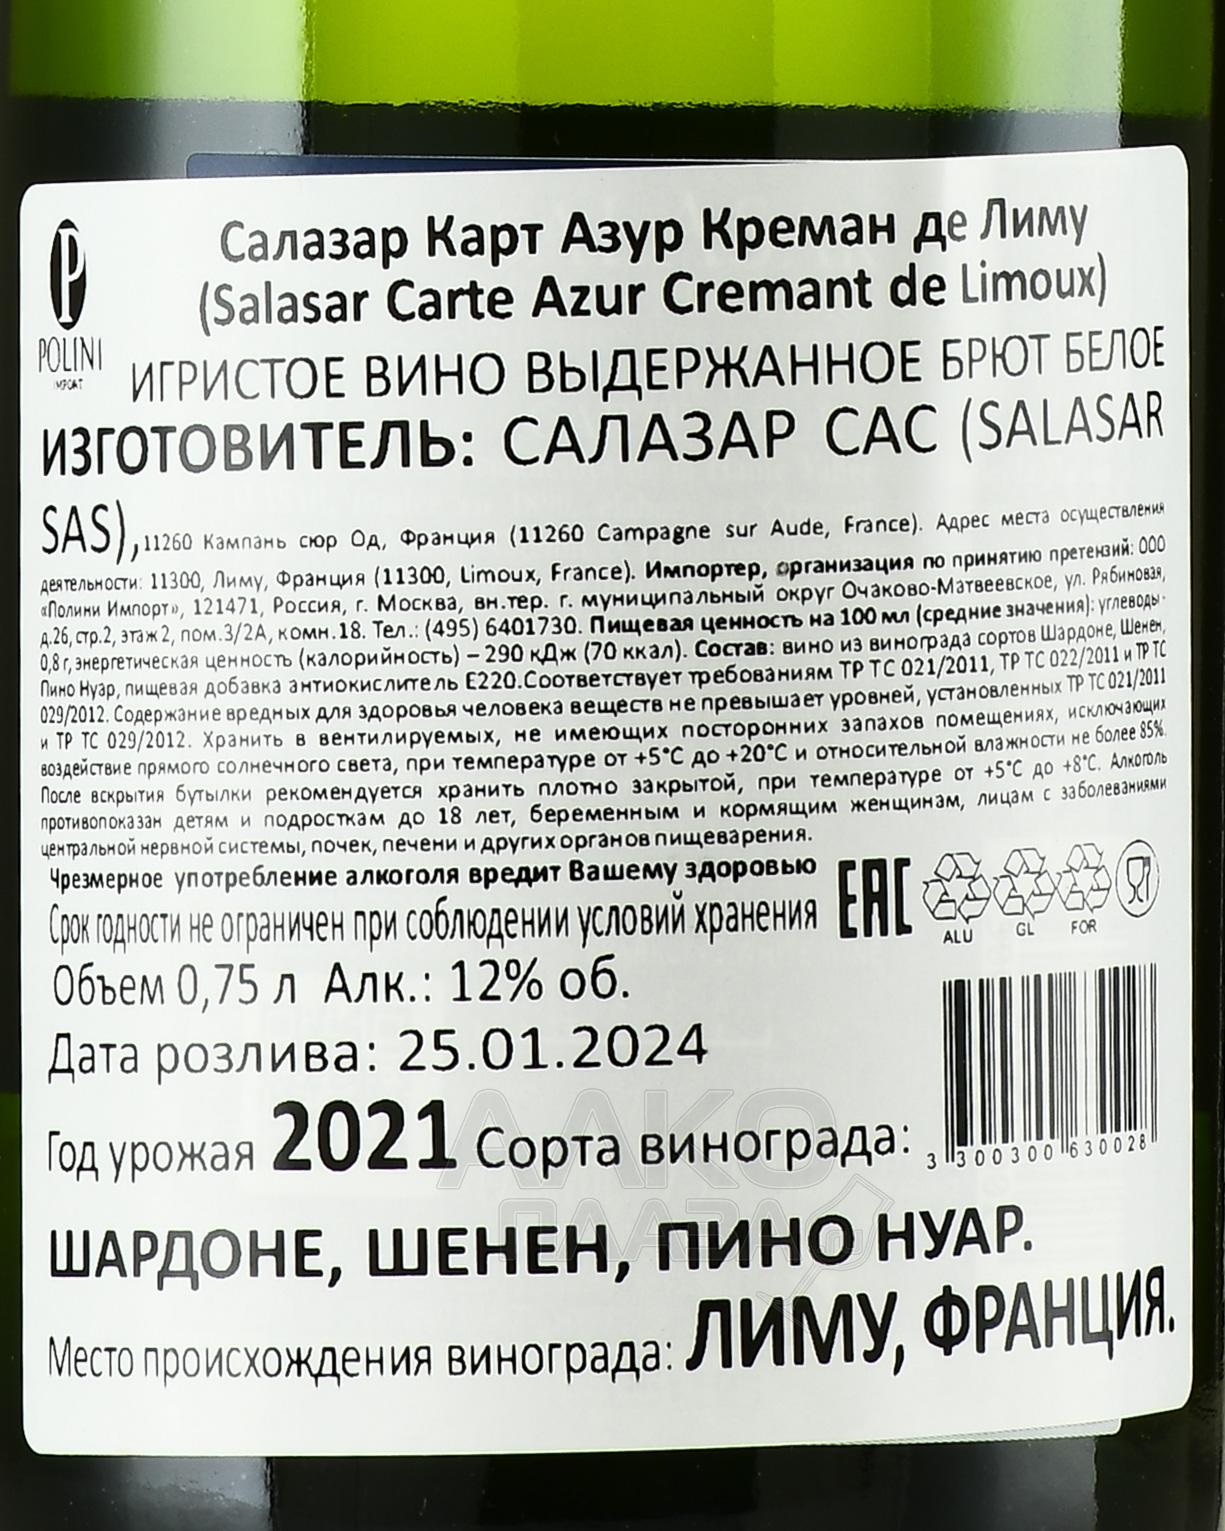 POLINI
IMPORT
Салазар Карт Азур Креман де Лиму
(Salasar Carte Azur Cremant de Limoux)
ИГРИСТОЕ ВИНО ВЫДЕРЖАННОЕ БРЮТ БЕЛОЕ
ИЗГОТОВИТЕЛЬ: САЛАЗАР САС (SALASAR
SAS), 11260 Кампань сюр Од, Франция (11260 Campagne sur Aude, France). Адрес места осуществления
деятельности: 11300, Лиму, Франция (11300, Limoux, France). Импортер, организация по принятию претензий: ООО
«Полини Импорт», 121471, Россия, г. Москва, вн.тер. г. муниципальный округ Очаково-Матвеевское, ул. Рябиновая,
д.26, стр.2, этаж 2, пом.3/2А, комн.18. Тел.: (495) 6401730. Пищевая ценность на 100 мл (средние значения): углеводы -
0,8 г, энергетическая ценность (калорийность) – 290 кДж (70 ккал). Состав: вино из винограда сортов Шардоне, Шенен,
Пино Нуар, пищевая добавка антиокислитель Е220.Соответствует требованиям ТР ТС 021/2011, ТР ТС 022/2011 и ТР ТС
029/2012. Содержание вредных для здоровья человека веществ не превышает уровней, установленных ТР ТС 021/2011
и ТР ТС 029/2012. Хранить в вентилируемых, не имеющих посторонних запахов помещениях, исключающих
воздействие прямого солнечного света, при температуре от +5°С до +20°С и относительной влажности не более 85%.
После вскрытия бутылки рекомендуется хранить плотно закрытой, при температуре от +5°С до +8°С. Алкоголь
противопоказан детям и подросткам до 18 лет, беременным и кормящим женщинам, лицам с заболеваниями
центральной нервной системы, почек, печени и других органов пищеварения.
Чрезмерное употребление алкоголя вредит Вашему здоровью
Срок годности не ограничен при соблюдении условий хранения
EAC
ALU GL FOR
Объем 0,75 л Алк.: 12% об.
Дата розлива: 25.01.2024
Год урожая 2021 Сорта винограда:
3 300300 630028
ШАРДОНЕ, ШЕНЕН, ПИНО НУАР.
Место происхождения винограда: ЛИМУ, ФРАНЦИЯ.
ААКО
ПЛАЗА
.ru